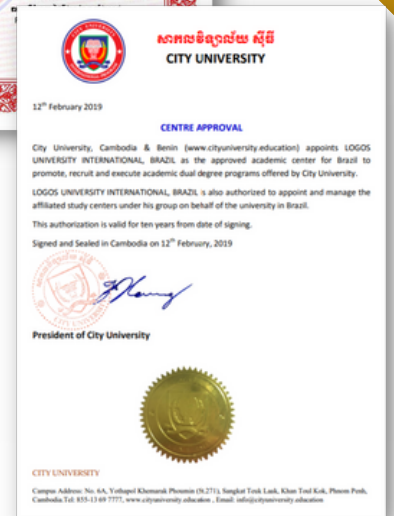 សាកលវិទ្យាល័យ ស៊ីធី
CITY UNIVERSITY
12th February 2019
CENTRE APPROVAL
City University, Cambodia & Benin (www.cityuniversity.education) appoints LOGOS
UNIVERSITY INTERNATIONAL, BRAZIL as the approved academic center for Brazil to
promote, recruit and execute academic dual degree programs offered by City University.
LOGOS UNIVERSITY INTERNATIONAL, BRAZIL is also authorized to appoint and manage the
affiliated study centers under his group on behalf of the university in Brazil.
This authorization is valid for ten years from date of signing.
Signed and Sealed in Cambodia on 12th February, 2019
President of City University
CITY UNIVERSITY
Campus Address: No. 6A, Yothapol Khemarak Phoumin (St.271), Sangkat Teuk Laak, Khan Toul Kok, Phnom Penh,
Cambodia.Tel: 855-13 69 7777, www.cityuniversity.education , Email: info@cityuniversity.education